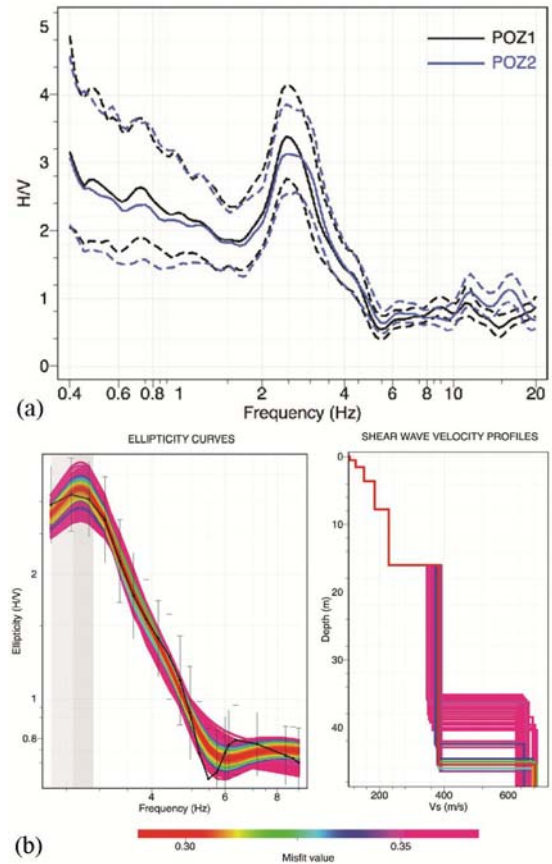 5
4
3
2
1
0
H/V
POZ1
POZ2
0.4
0.6
0.8
1
2
4
6
8
10
20
Frequency (Hz)
(a)
ELLIPTICITY CURVES
2
1
0.8
Ellipticity (H/V)
4
6
8
Frequency (Hz)
SHEAR WAVE VELOCITY PROFILES
0
20
40
Depth (m)
200
400
600
Vs (m/s)
(b)
0.30
0.35
Misfit value